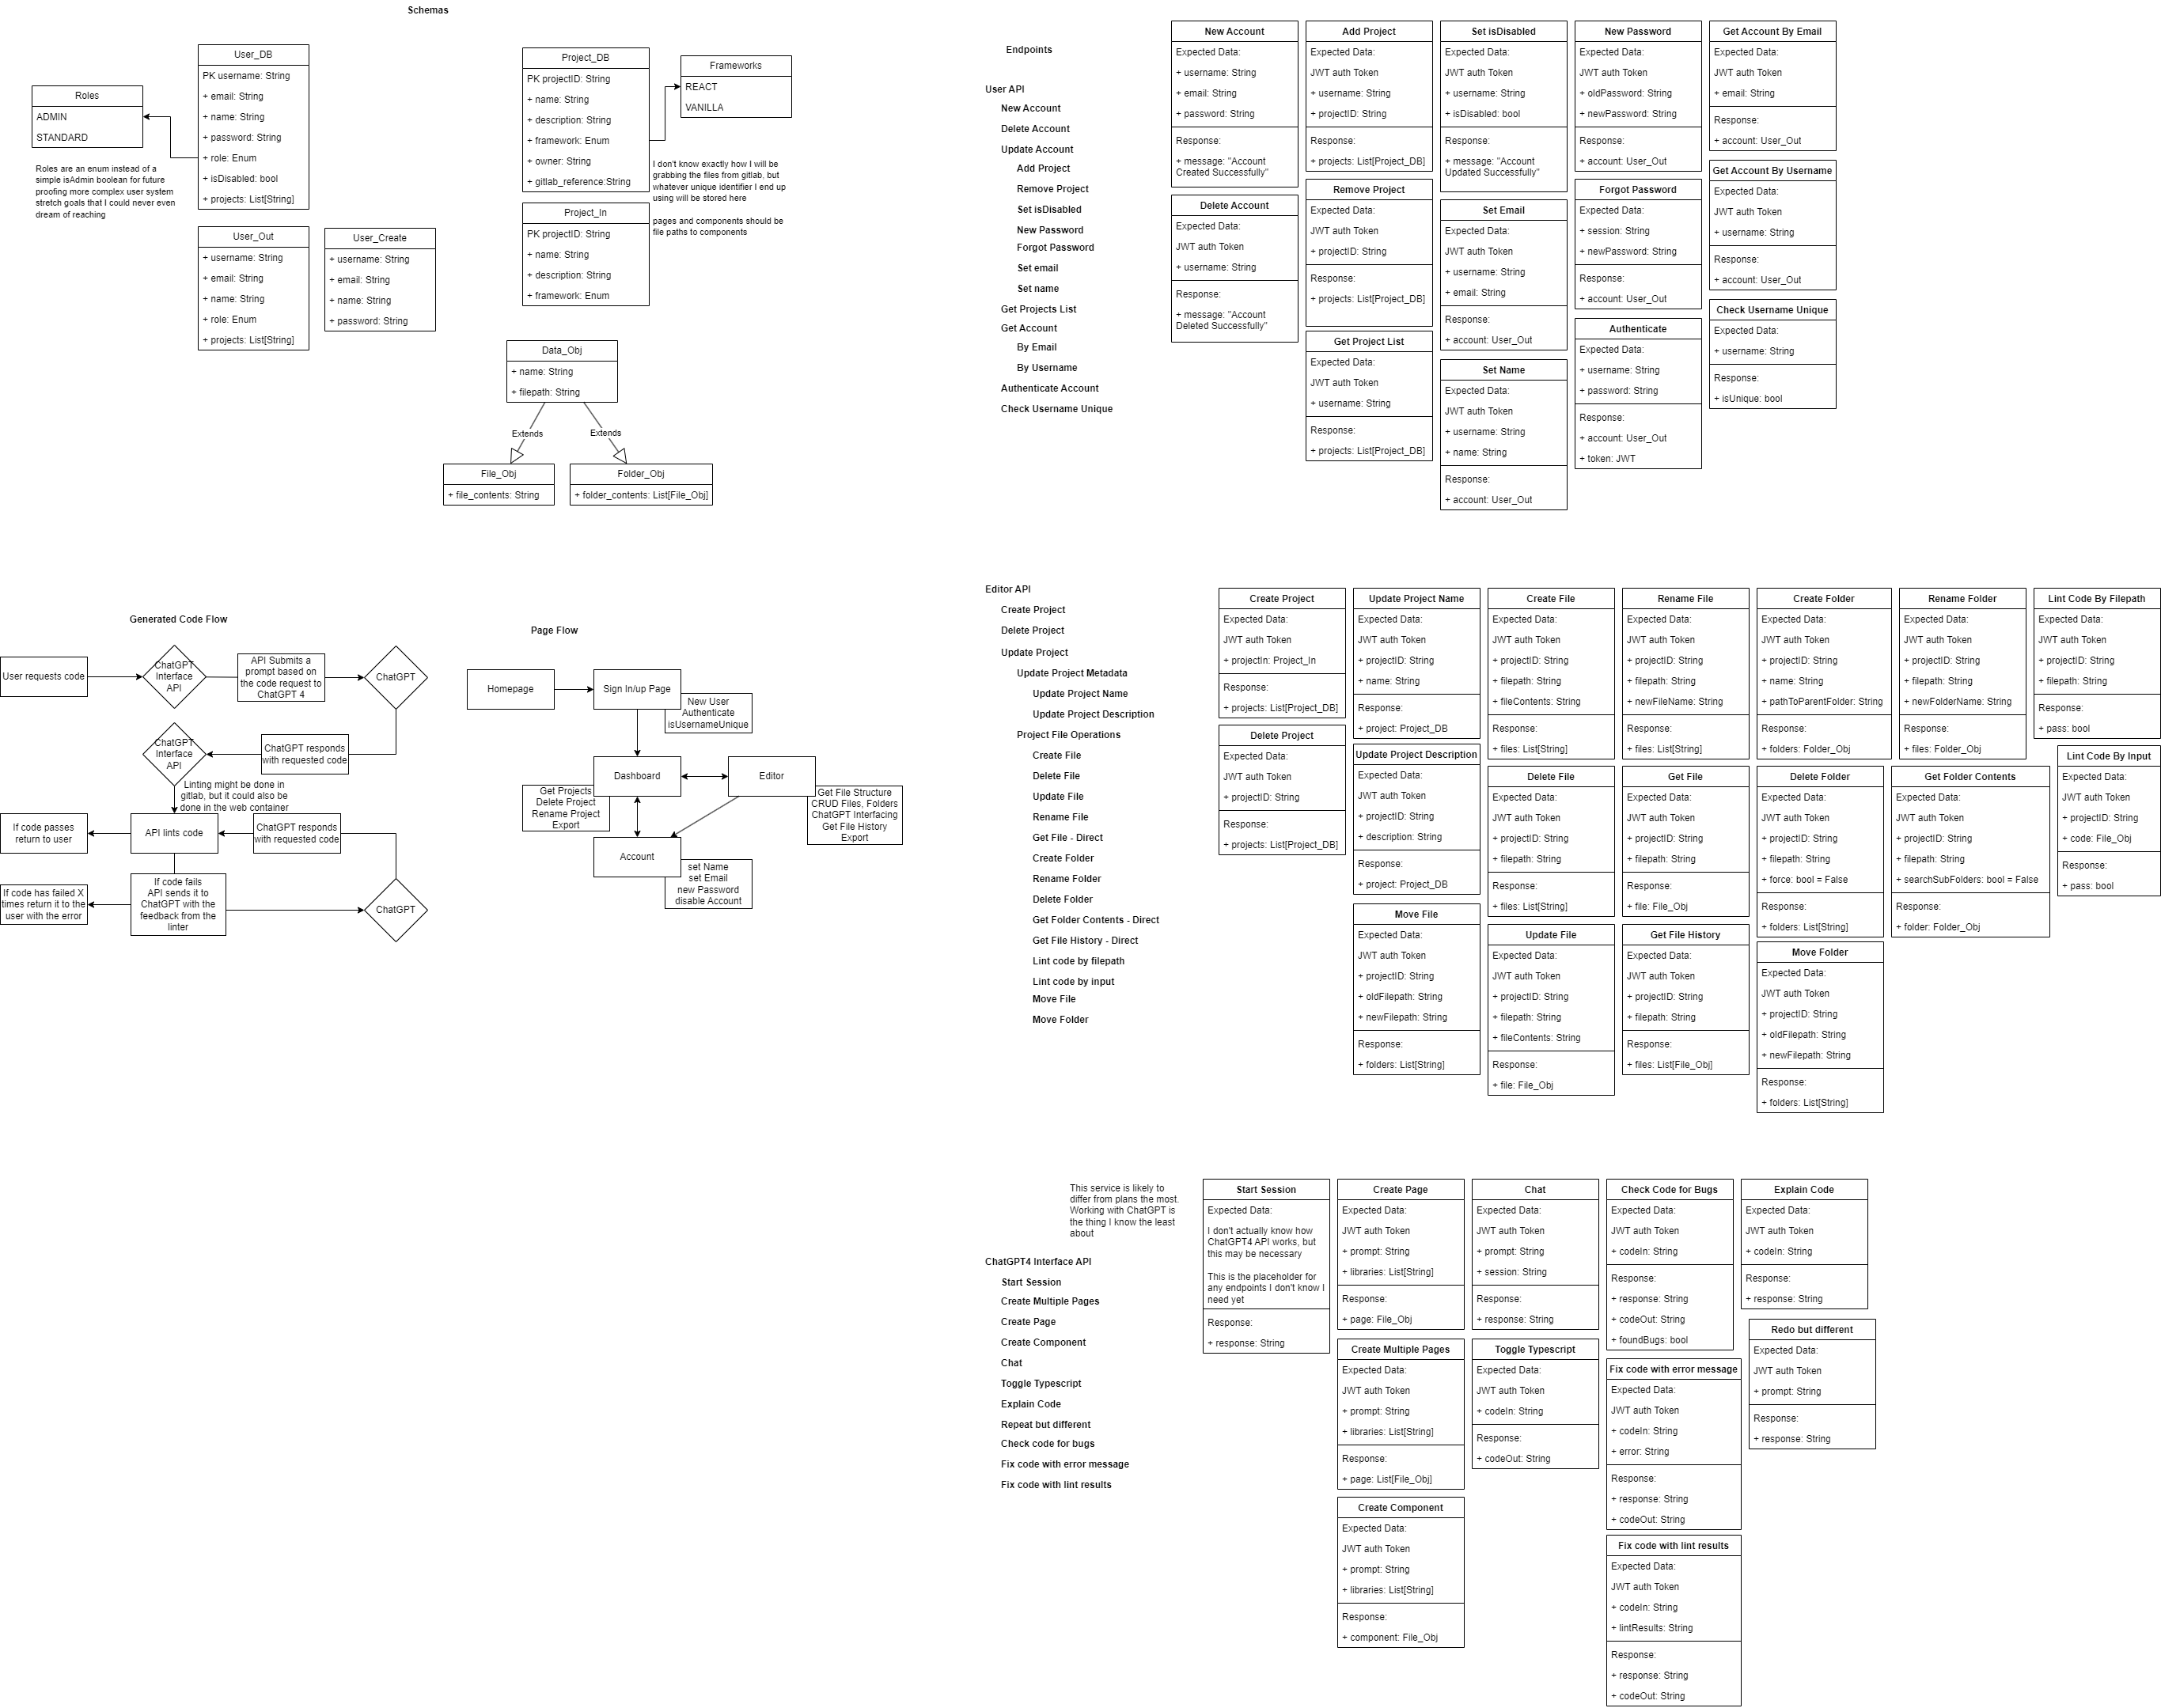 Schemas
Roles
ADMIN
STANDARD
Roles are an enum instead of a
simple isAdmin boolean for future
proofing more complex user system
stretch goals that I could never even
dream of reaching
User_DB
PK username: String
+ email: String
+ name: String
+ password: String
+ role: Enum
+ isDisabled: bool
+ projects: List[String]
User_Out
+ username: String
+ email: String
+ name: String
+ role: Enum
+ projects: List[String]
User_Create
+ username: String
+ email: String
+ name: String
+ password: String
Project_DB
PK projectID: String
+ name: String
+ description: String
+ framework: Enum
+ owner: String
+ gitlab_reference:String
Frameworks
REACT
VANILLA
I don't know exactly how I will be
grabbing the files from gitlab, but
whatever unique identifier I end up
using will be stored here
pages and components should be
file paths to components
Project_In
PK projectID: String
+ name: String
+ description: String
+ framework: Enum
Data_Obj
+ name: String
+ filepath: String
Extends
Extends
File_Obj
+ file_contents: String
Folder_Obj
+ folder_contents: List[File_Obj]
Generated Code Flow
User requests code
ChatGPT
Interface
API
API Submits a
prompt based on
the code request to
ChatGPT 4
ChatGPT
ChatGPT
Interface
API
ChatGPT responds
with requested code
Linting might be done in
gitlab, but it could also be
done in the web container
If code passes
return to user
API lints code
ChatGPT responds
with requested code
If code has failed X
times return it to the
user with the error
If code fails
API sends it to
ChatGPT with the
feedback from the
linter
ChatGPT
Page Flow
Homepage
Sign In/up Page
New User
Authenticate
isUsernameUnique
Dashboard
Get Projects
Delete Project
Rename Project
Export
Editor
Get File Structure
CRUD Files, Folders
ChatGPT Interfacing
Get File History
Export
Account
set Name
set Email
new Password
disable Account
Endpoints
User API
New Account
Delete Account
Update Account
Add Project
Remove Project
Set isDisabled
New Password
Forgot Password
Set email
Set name
Get Projects List
Get Account
By Email
By Username
Authenticate Account
Check Username Unique
New Account
Expected Data:
+ username: String
+ email: String
+ password: String
Response:
+ message: "Account
Created Successfully"
Delete Account
Expected Data:
JWT auth Token
+ username: String
Response:
+ message: "Account
Deleted Successfully"
Add Project
Expected Data:
JWT auth Token
+ username: String
+ projectID: String
Response:
+ projects: List[Project_DB]
Remove Project
Expected Data:
JWT auth Token
+ projectID: String
Response:
+ projects: List[Project_DB]
Get Project List
Expected Data:
JWT auth Token
+ username: String
Response:
+ projects: List[Project_DB]
Set isDisabled
Expected Data:
JWT auth Token
+ username: String
+ isDisabled: bool
Response:
+ message: "Account
Updated Successfully"
Set Email
Expected Data:
JWT auth Token
+ username: String
+ email: String
Response:
+ account: User_Out
Set Name
Expected Data:
JWT auth Token
+ username: String
+ name: String
Response:
+ account: User_Out
New Password
Expected Data:
JWT auth Token
+ oldPassword: String
+ newPassword: String
Response:
+ account: User_Out
Forgot Password
Expected Data:
+ session: String
+ newPassword: String
Response:
+ account: User_Out
Authenticate
Expected Data:
+ username: String
+ password: String
Response:
+ account: User_Out
+ token: JWT
Get Account By Email
Expected Data:
JWT auth Token
+ email: String
Response:
+ account: User_Out
Get Account By Username
Expected Data:
JWT auth Token
+ username: String
Response:
+ account: User_Out
Check Username Unique
Expected Data:
+ username: String
Response:
+ isUnique: bool
Editor API
Create Project
Delete Project
Update Project
Update Project Metadata
Update Project Name
Update Project Description
Project File Operations
Create File
Delete File
Update File
Rename File
Get File - Direct
Create Folder
Rename Folder
Delete Folder
Get Folder Contents - Direct
Get File History - Direct
Lint code by filepath
Lint code by input
Move File
Move Folder
Create Project
Expected Data:
JWT auth Token
+ projectIn: Project_In
Response:
+ projects: List[Project_DB]
Delete Project
Expected Data:
JWT auth Token
+ projectID: String
Response:
+ projects: List[Project_DB]
Update Project Name
Expected Data:
JWT auth Token
+ projectID: String
+ name: String
Response:
+ project: Project_DB
Update Project Description
Expected Data:
JWT auth Token
+ projectID: String
+ description: String
Response:
+ project: Project_DB
Move File
Expected Data:
JWT auth Token
+ projectID: String
+ oldFilepath: String
+ newFilepath: String
Response:
+ folders: List[String]
Create File
Expected Data:
JWT auth Token
+ projectID: String
+ filepath: String
+ fileContents: String
Response:
+ files: List[String]
Delete File
Expected Data:
JWT auth Token
+ projectID: String
+ filepath: String
Response:
+ files: List[String]
Update File
Expected Data:
JWT auth Token
+ projectID: String
+ filepath: String
+ fileContents: String
Response:
+ file: File_Obj
Rename File
Expected Data:
JWT auth Token
+ projectID: String
+ filepath: String
+ newFileName: String
Response:
+ files: List[String]
Get File
Expected Data:
JWT auth Token
+ projectID: String
+ filepath: String
Response:
+ file: File_Obj
Get File History
Expected Data:
JWT auth Token
+ projectID: String
+ filepath: String
Response:
+ files: List[File_Obj]
Create Folder
Expected Data:
JWT auth Token
+ projectID: String
+ name: String
+ pathToParentFolder: String
Response:
+ folders: Folder_Obj
Delete Folder
Expected Data:
JWT auth Token
+ projectID: String
+ filepath: String
+ force: bool = False
Response:
+ folders: List[String]
Move Folder
Expected Data:
JWT auth Token
+ projectID: String
+ oldFilepath: String
+ newFilepath: String
Response:
+ folders: List[String]
Rename Folder
Expected Data:
JWT auth Token
+ projectID: String
+ filepath: String
+ newFolderName: String
Response:
+ files: Folder_Obj
Get Folder Contents
Expected Data:
JWT auth Token
+ projectID: String
+ filepath: String
+ searchSubFolders: bool = False
Response:
+ folder: Folder_Obj
Lint Code By Filepath
Expected Data:
JWT auth Token
+ projectID: String
+ filepath: String
Response:
+ pass: bool
Lint Code By Input
Expected Data:
JWT auth Token
+ projectID: String
+ code: File_Obj
Response:
+ pass: bool
This service is likely to
differ from plans the most.
Working with ChatGPT is
the thing I know the least
about
ChatGPT4 Interface API
Start Session
Create Multiple Pages
Create Page
Create Component
Chat
Toggle Typescript
Explain Code
Repeat but different
Check code for bugs
Fix code with error message
Fix code with lint results
Start Session
Expected Data:
I don't actually know how
ChatGPT4 API works, but
this may be necessary
This is the placeholder for
any endpoints I don't know I
need yet
Response:
+ response: String
Create Page
Expected Data:
JWT auth Token
+ prompt: String
+ libraries: List[String]
Response:
+ page: File_Obj
Create Multiple Pages
Expected Data:
JWT auth Token
+ prompt: String
+ libraries: List[String]
Response:
+ page: List[File_Obj]
Create Component
Expected Data:
JWT auth Token
+ prompt: String
+ libraries: List[String]
Response:
+ component: File_Obj
Chat
Expected Data:
JWT auth Token
+ prompt: String
+ session: String
Response:
+ response: String
Toggle Typescript
Expected Data:
JWT auth Token
+ codeIn: String
Response:
+ codeOut: String
Check Code for Bugs
Expected Data:
JWT auth Token
+ codeIn: String
Response:
+ response: String
+ codeOut: String
+ foundBugs: bool
Fix code with error message
Expected Data:
JWT auth Token
+ codeIn: String
+ error: String
Response:
+ response: String
+ codeOut: String
Fix code with lint results
Expected Data:
JWT auth Token
+ codeIn: String
+ lintResults: String
Response:
+ response: String
+ codeOut: String
Explain Code
Expected Data:
JWT auth Token
+ codeIn: String
Response:
+ response: String
Redo but different
Expected Data:
JWT auth Token
+ prompt: String
Response:
+ response: String